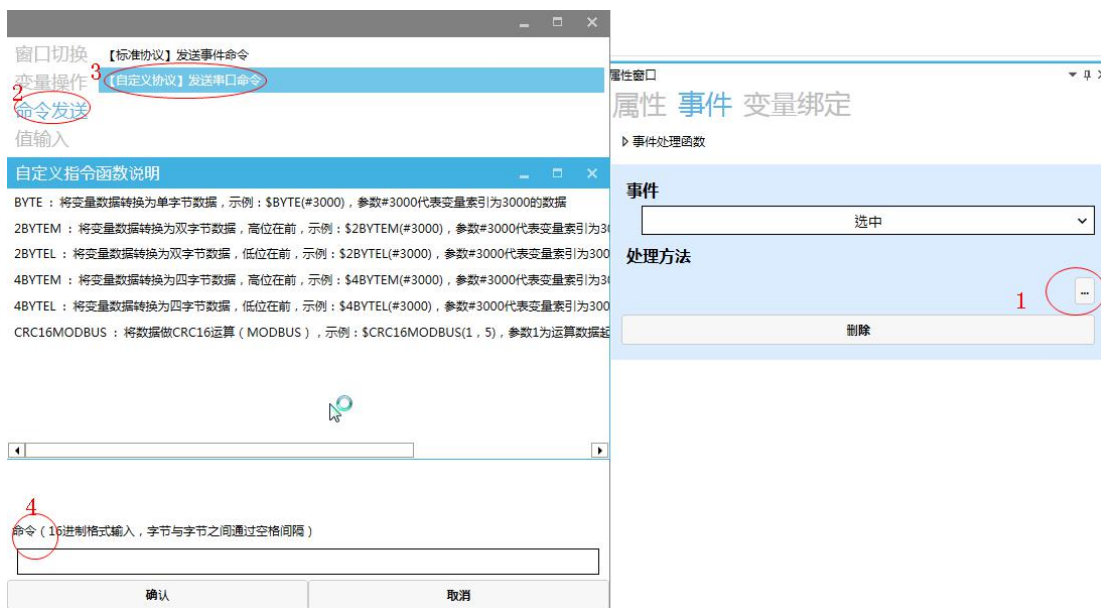 窗口切换
【标准协议】发送事件命令
变量操作
3
【自定义协议】发送串口命令
2
命令发送
值输入
自定义指令函数说明
BYTE ： 将变量数据转换为单字节数据，示例：$BYTE(#3000)，参数#3000代表变量索引为3000的数据
2BYTEM ： 将变量数据转换为双字节数据，高位在前，示例：$2BYTEM(#3000)，参数#3000代表变量索引为30
2BYTEL ： 将变量数据转换为双字节数据，低位在前，示例：$2BYTEL(#3000)，参数#3000代表变量索引为300
4BYTEM ： 将变量数据转换为四字节数据，高位在前，示例：$4BYTEM(#3000)，参数#3000代表变量索引为30
4BYTEL ： 将变量数据转换为四字节数据，低位在前，示例：$4BYTEL(#3000)，参数#3000代表变量索引为300
CRC16MODBUS ： 将数据做CRC16运算（MODBUS），示例：$CRC16MODBUS(1，5)，参数1为运算数据起
4
命令（16进制格式输入，字节与字节之间通过空格间隔）
确认
取消
属性窗口
属性 事件 变量绑定
事件处理函数
事件
选中
处理方法
1
...
删除